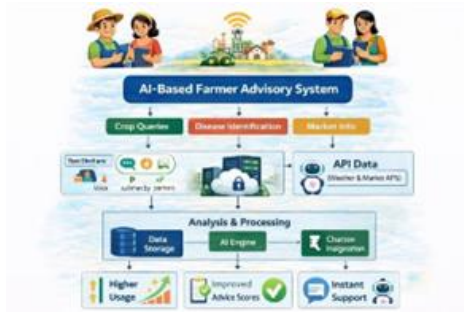 AI-Based Farmer Advisory System
Crop Queries
Disease Identification
Market Info
API Data
(Weather & Market APIs)
Analysis & Processing
Data
Storage
AI Engine
Higher
Usage
Improved
Advice Scores
Instant
Support